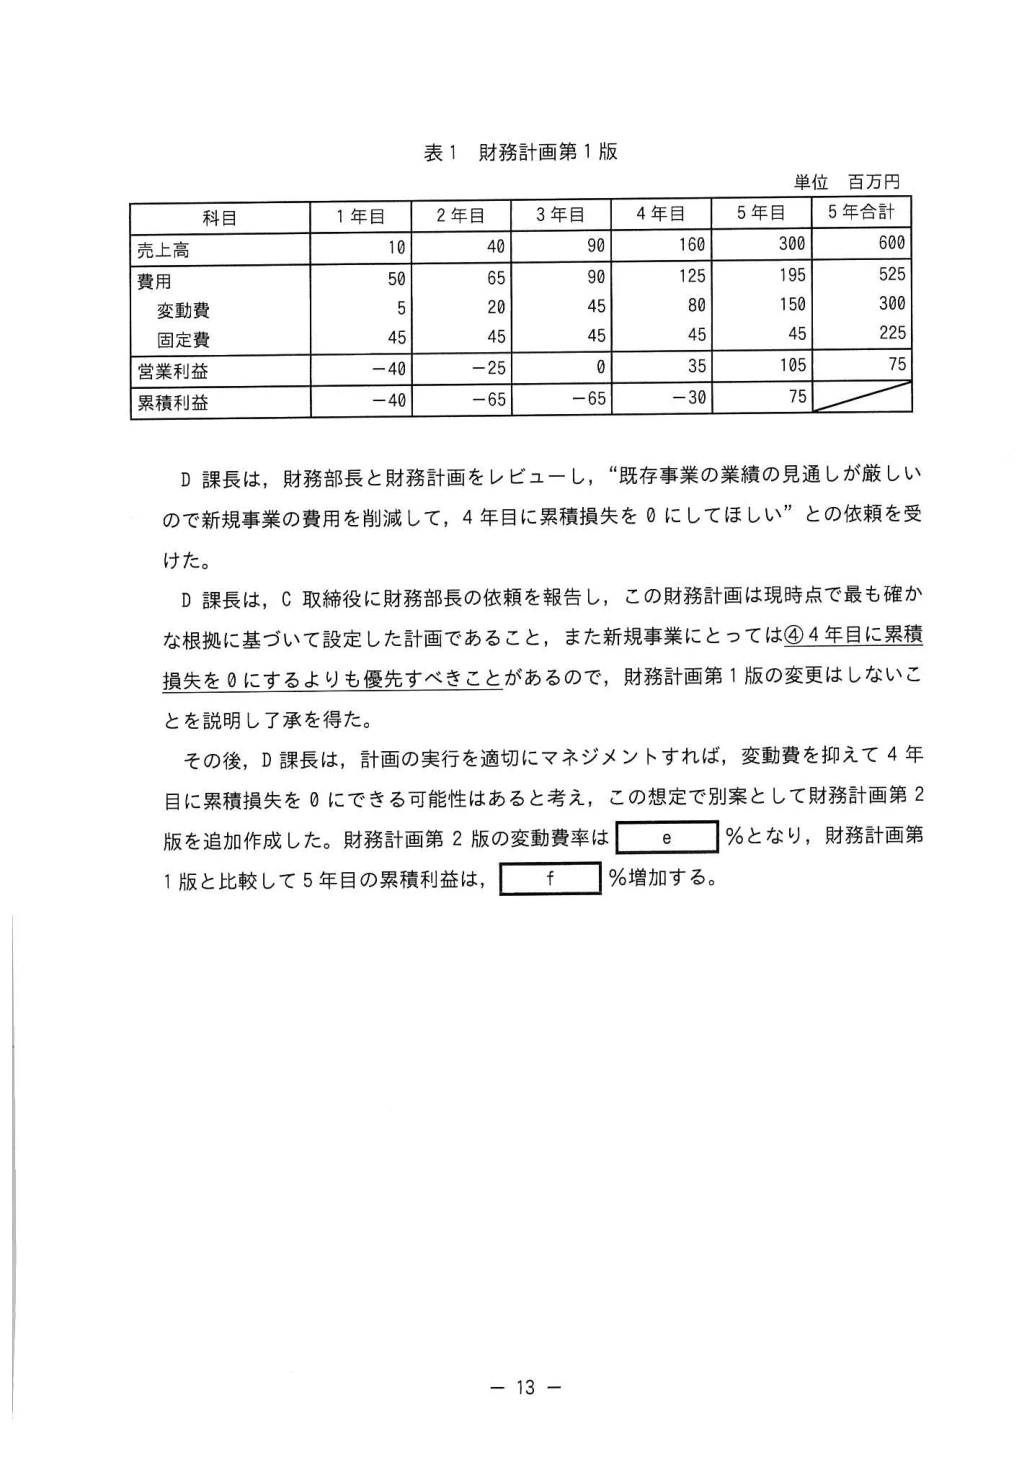 表1　財務計画第1版
単位　百万円
科目　1年目　2年目　3年目　4年目　5年目　5年合計
売上高　10　40　90　160　300　600
費用　50　65　90　125　195　525
変動費　5　20　45　80　150　300
固定費　45　45　45　45　45　225
営業利益　－40　－25　0　35　105　75
累積利益　－40　－65　－65　－30　75
D 課長は，財務部長と財務計画をレビューし，“既存事業の業績の見通しが厳しい
ので新規事業の費用を削減して，4 年目に累積損失を 0 にしてほしい”との依頼を受
けた。
D 課長は，C 取締役に財務部長の依頼を報告し，この財務計画は現時点で最も確か
な根拠に基づいて設定した計画であること，また新規事業にとっては④4 年目に累積
損失を 0 にするよりも優先すべきことがあるので，財務計画第 1 版の変更はしないこ
とを説明し了承を得た。
その後，D 課長は，計画の実行を適切にマネジメントすれば，変動費を抑えて 4 年
目に累積損失を 0 にできる可能性はあると考え，この想定で別案として財務計画第 2
版を追加作成した。財務計画第 2 版の変動費率は e ％となり，財務計画第
1 版と比較して 5 年目の累積利益は， f ％増加する。
－ 13 －